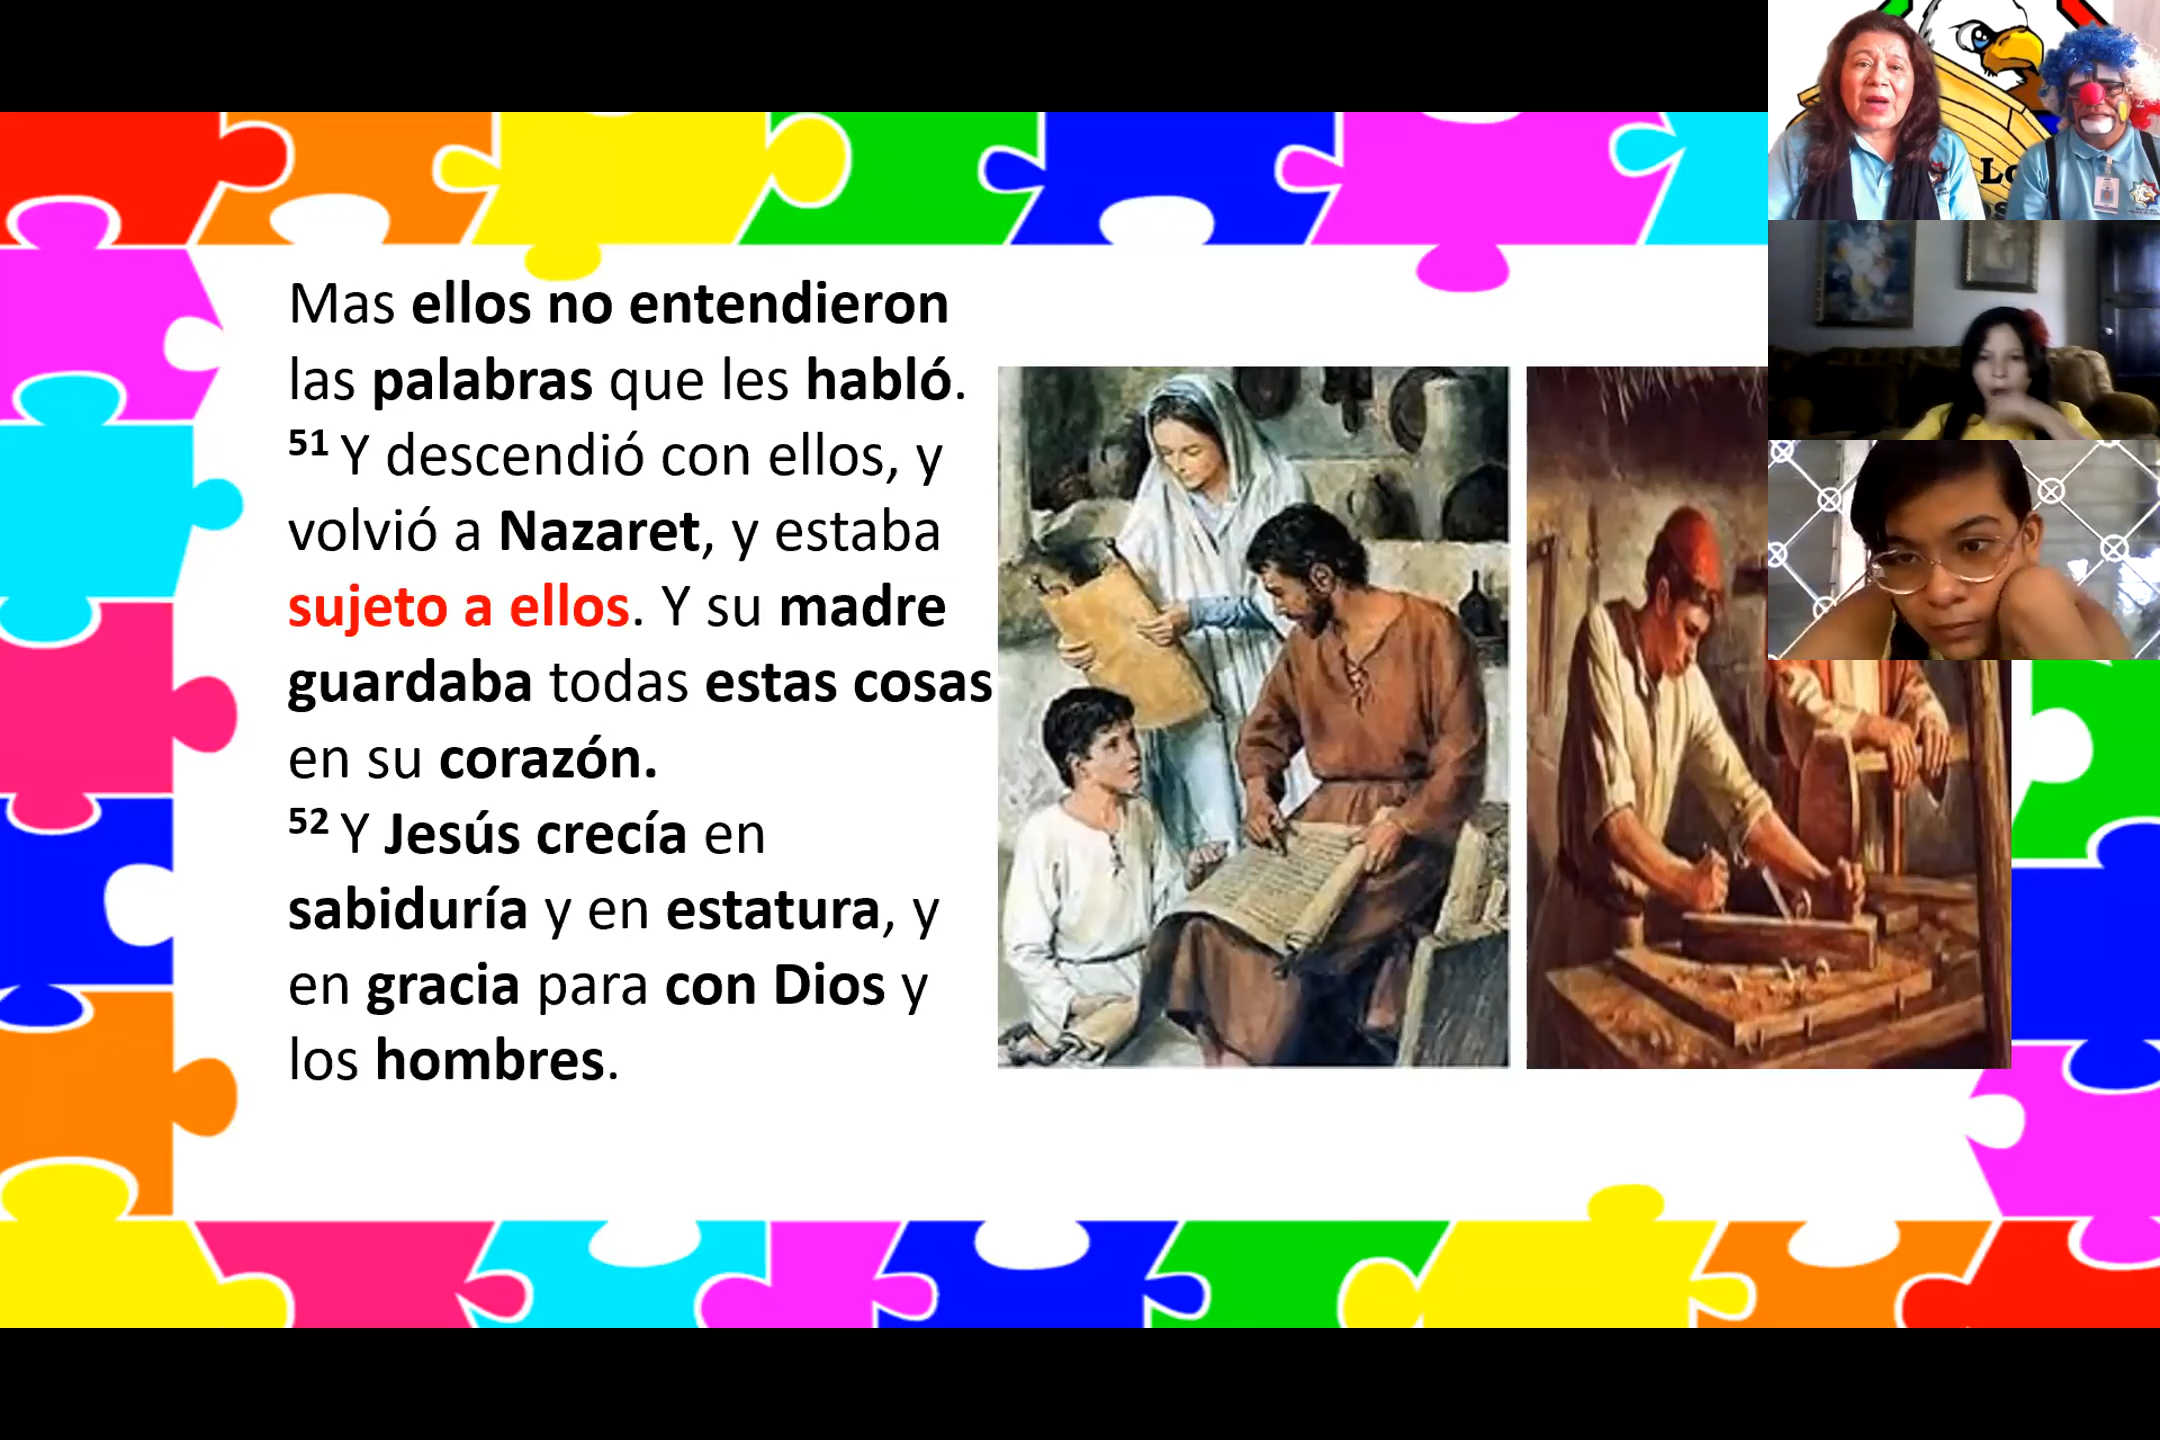 Mas ellos no entendieron
las palabras que les habló.
51 Y descendió con ellos, y
volvió a Nazaret, y estaba
sujeto a ellos. Y su madre
guardaba todas estas cosas
en su corazón.
52 Y Jesús crecía en
sabiduría y en estatura, y
en gracia para con Dios y
los hombres.